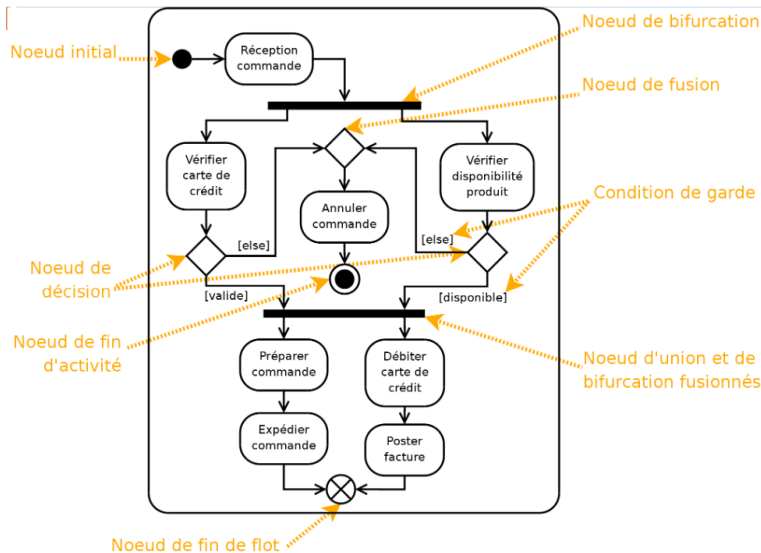 Noeud de bifurcation
Noeud initial
Réception
commande
Noeud de fusion
Vérifier
carte de
crédit
Vérifier
disponibilité
produit
Condition de garde
Annuler
commande
[else]
[else]
Noeud de
décision
[valide]
[disponible]
Noeud de fin
d'activité
Préparer
commande
Débiter
carte de
crédit
Noeud d'union et de
bifurcation fusionnés
Expédier
commande
Poster
facture
Noeud de fin de flot